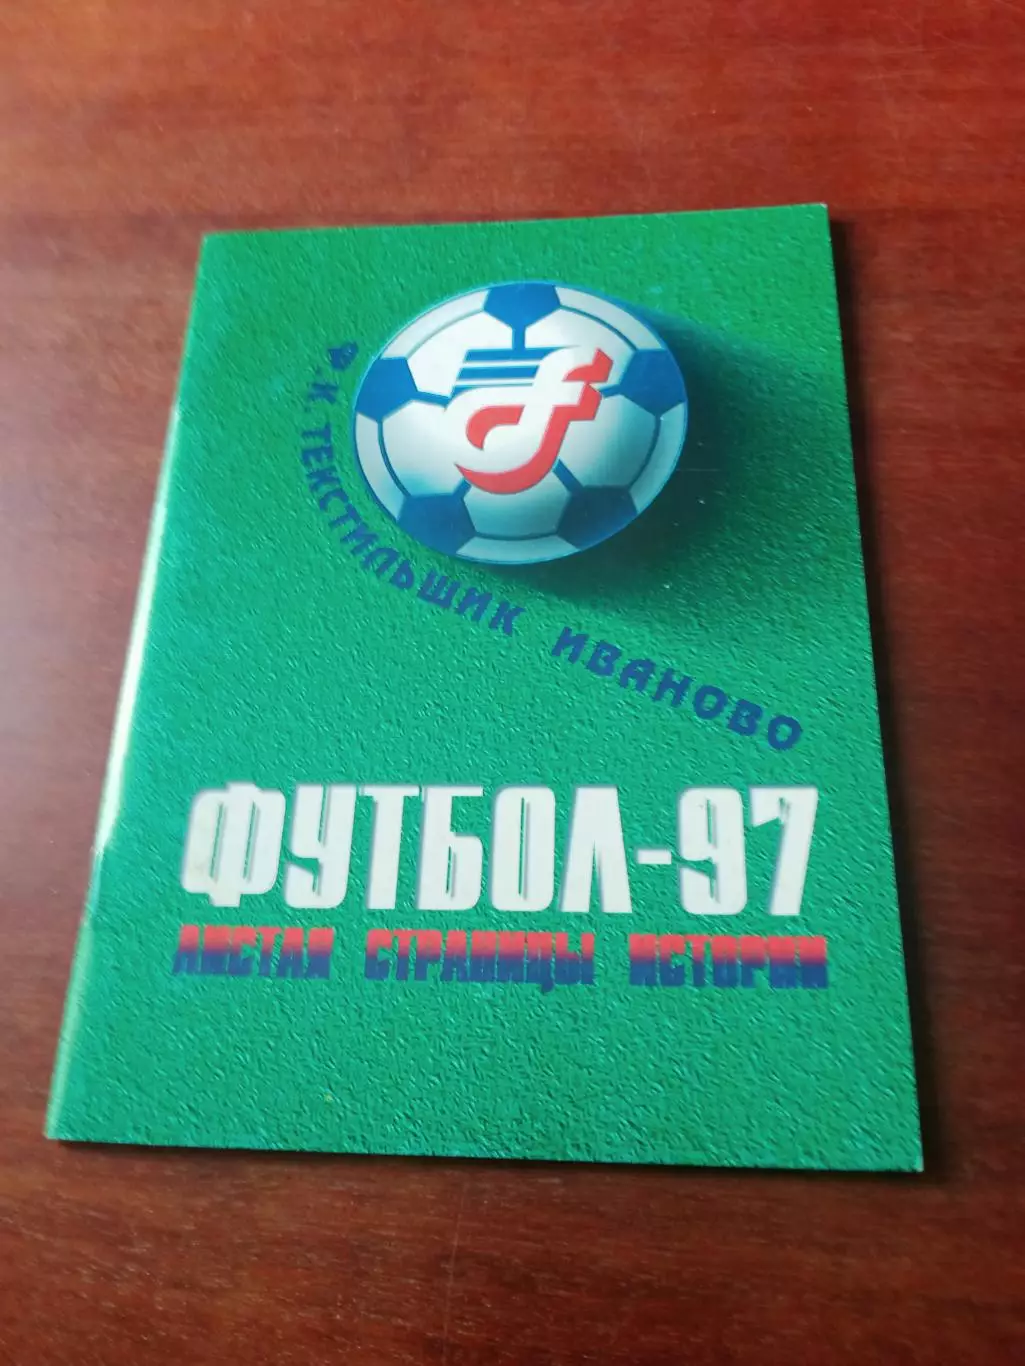 Ф.К. ТЕКСТИЛЬЩИК ИВАНОВО
ФУТБОЛ-97
ЛИСТАЯ СТРАНИЦЫ ИСТОРИИ